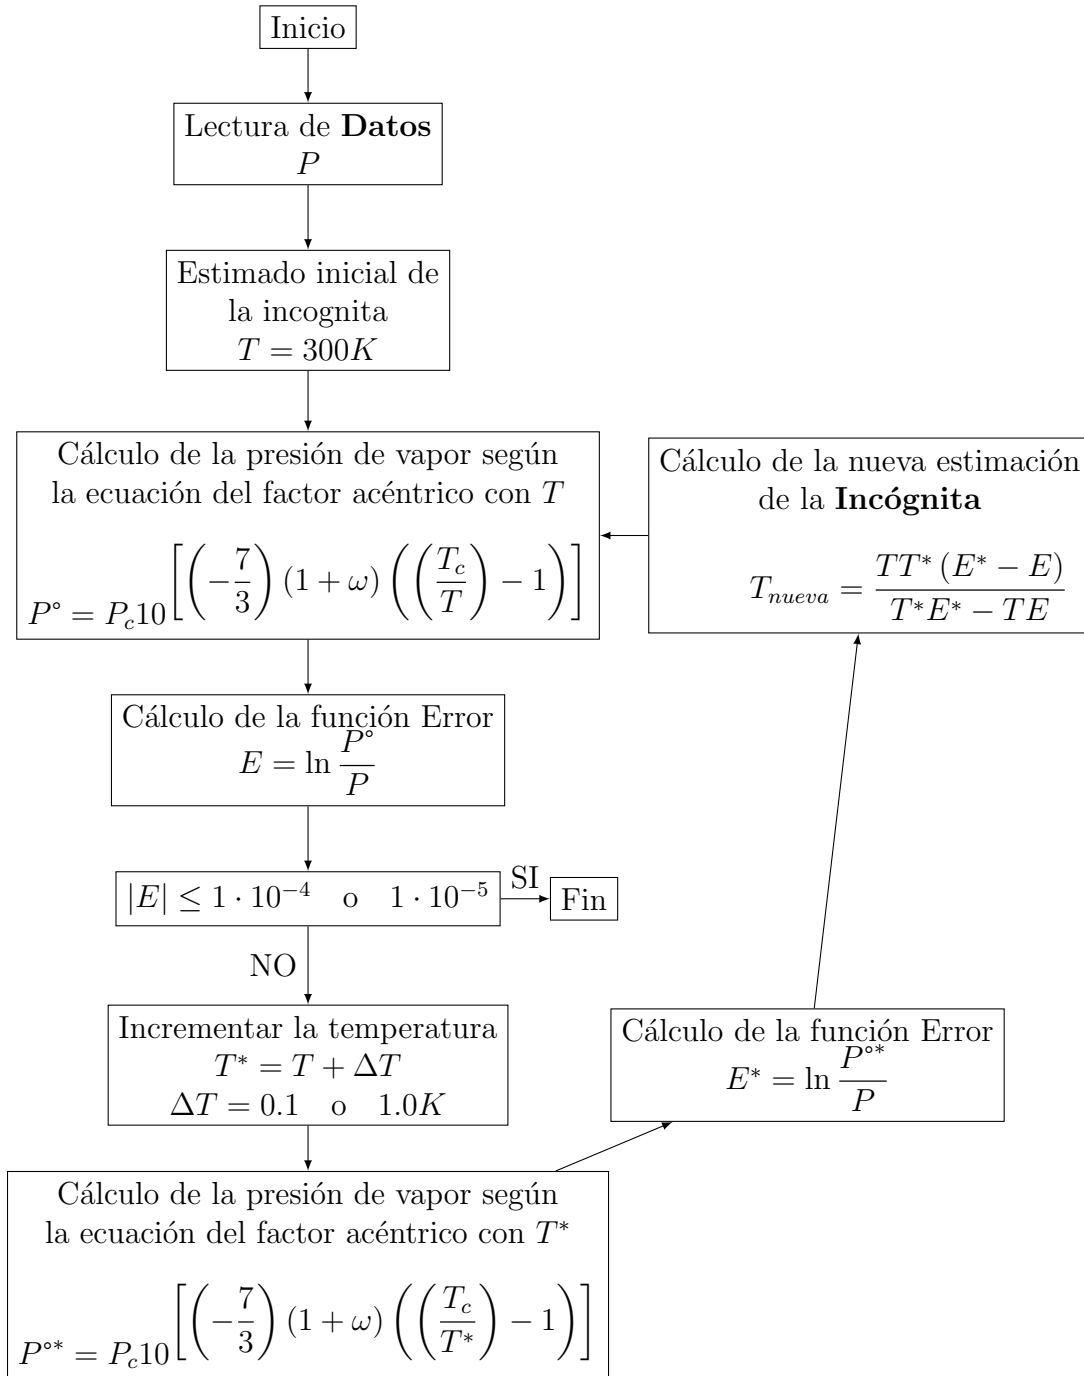 Inicio
Lectura de Datos
P
Estimado inicial de
la incognita
T = 300K
Cálculo de la presión de vapor según
la ecuación del factor acéntrico con T
P° = P_c 10^[(-7/3) (1 + ω) ((T_c/T) - 1)]
Cálculo de la nueva estimación
de la Incógnita
T_nueva = TT* (E* - E) / (T*E* - TE)
Cálculo de la función Error
E = ln P°/P
|E| ≤ 1 · 10^-4 o 1 · 10^-5
SI
Fin
NO
Incrementar la temperatura
T* = T + ΔT
ΔT = 0.1 o 1.0K
Cálculo de la función Error
E* = ln P°*/P
Cálculo de la presión de vapor según
la ecuación del factor acéntrico con T*
P°* = P_c 10^[(-7/3) (1 + ω) ((T_c/T*) - 1)]